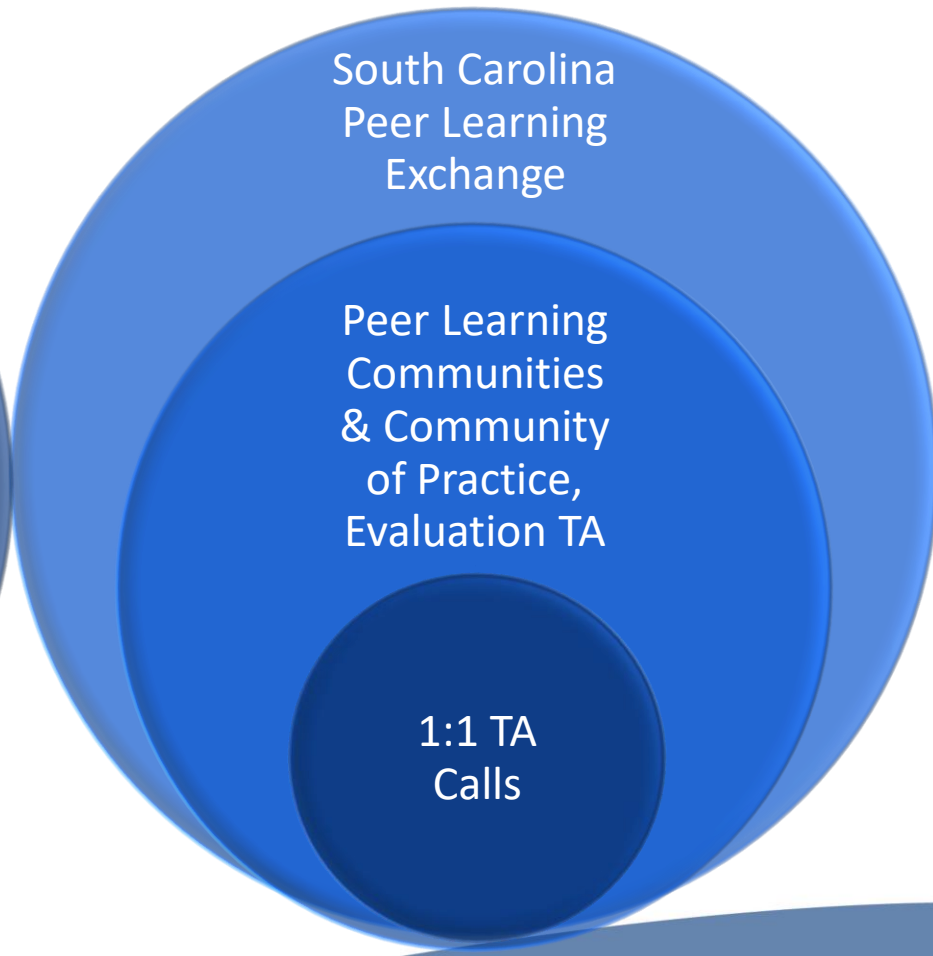 South Carolina
Peer Learning
Exchange
Peer Learning
Communities
& Community
of Practice,
Evaluation TA
1:1 TA
Calls